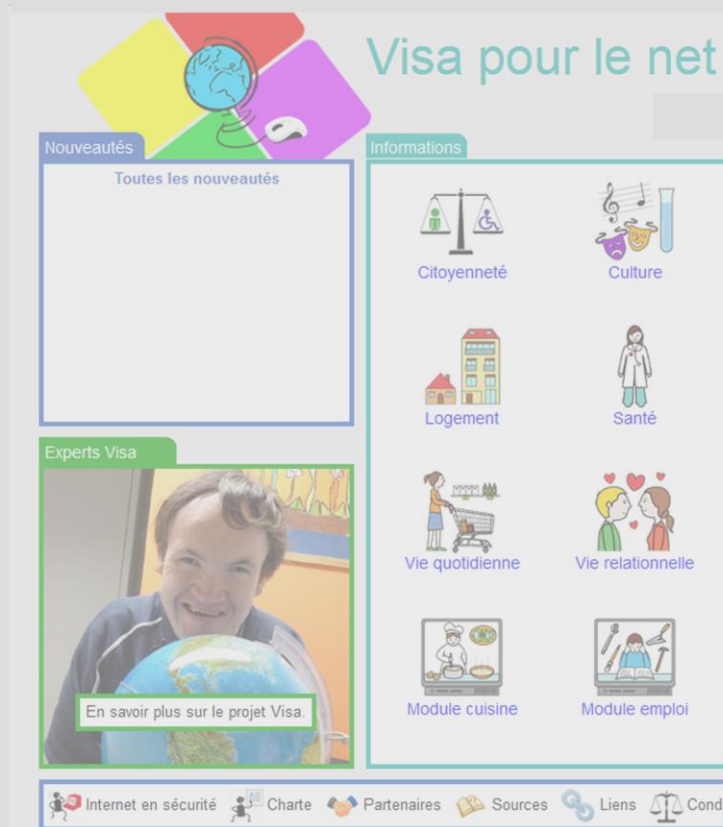 Visa pour le net
Nouveautés
Toutes les nouveautés
Informations
Citoyenneté
Culture
Logement
Santé
Experts Visa
Vie quotidienne
Vie relationnelle
En savoir plus sur le projet Visa.
Module cuisine
Module emploi
Internet en sécurité Charte Partenaires Sources Liens Cond